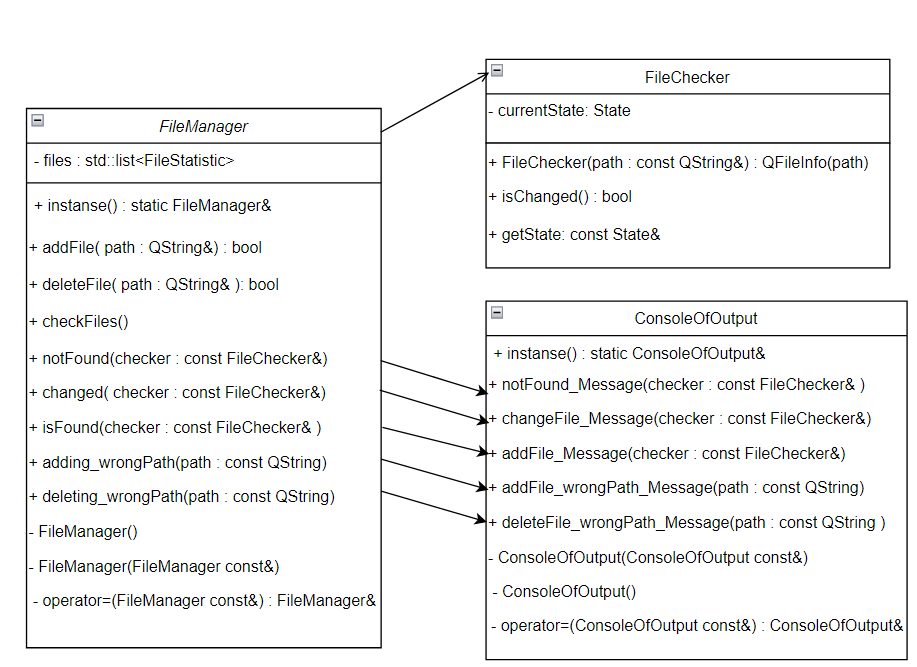 FileManager
- files : std::list<FileStatistic>
+ instanse() : static FileManager&
+ addFile( path : QString&) : bool
+ deleteFile( path : QString& ): bool
+ checkFiles()
+ notFound(checker : const FileChecker&)
+ changed( checker : const FileChecker&)
+ isFound(checker : const FileChecker& )
+ adding_wrongPath(path : const QString)
+ deleting_wrongPath(path : const QString)
- FileManager()
- FileManager(FileManager const&)
- operator=(FileManager const&) : FileManager&
FileChecker
- currentState: State
+ FileChecker(path : const QString&) : QFileInfo(path)
+ isChanged() : bool
+ getState: const State&
ConsoleOfOutput
+ instanse() : static ConsoleOfOutput&
+ notFound_Message(checker : const FileChecker& )
+ changeFile_Message(checker : const FileChecker&)
+ addFile_Message(checker : const FileChecker&)
+ addFile_wrongPath_Message(path : const QString)
+ deleteFile_wrongPath_Message(path : const QString )
- ConsoleOfOutput(ConsoleOfOutput const&)
- ConsoleOfOutput()
- operator=(ConsoleOfOutput const&) : ConsoleOfOutput&